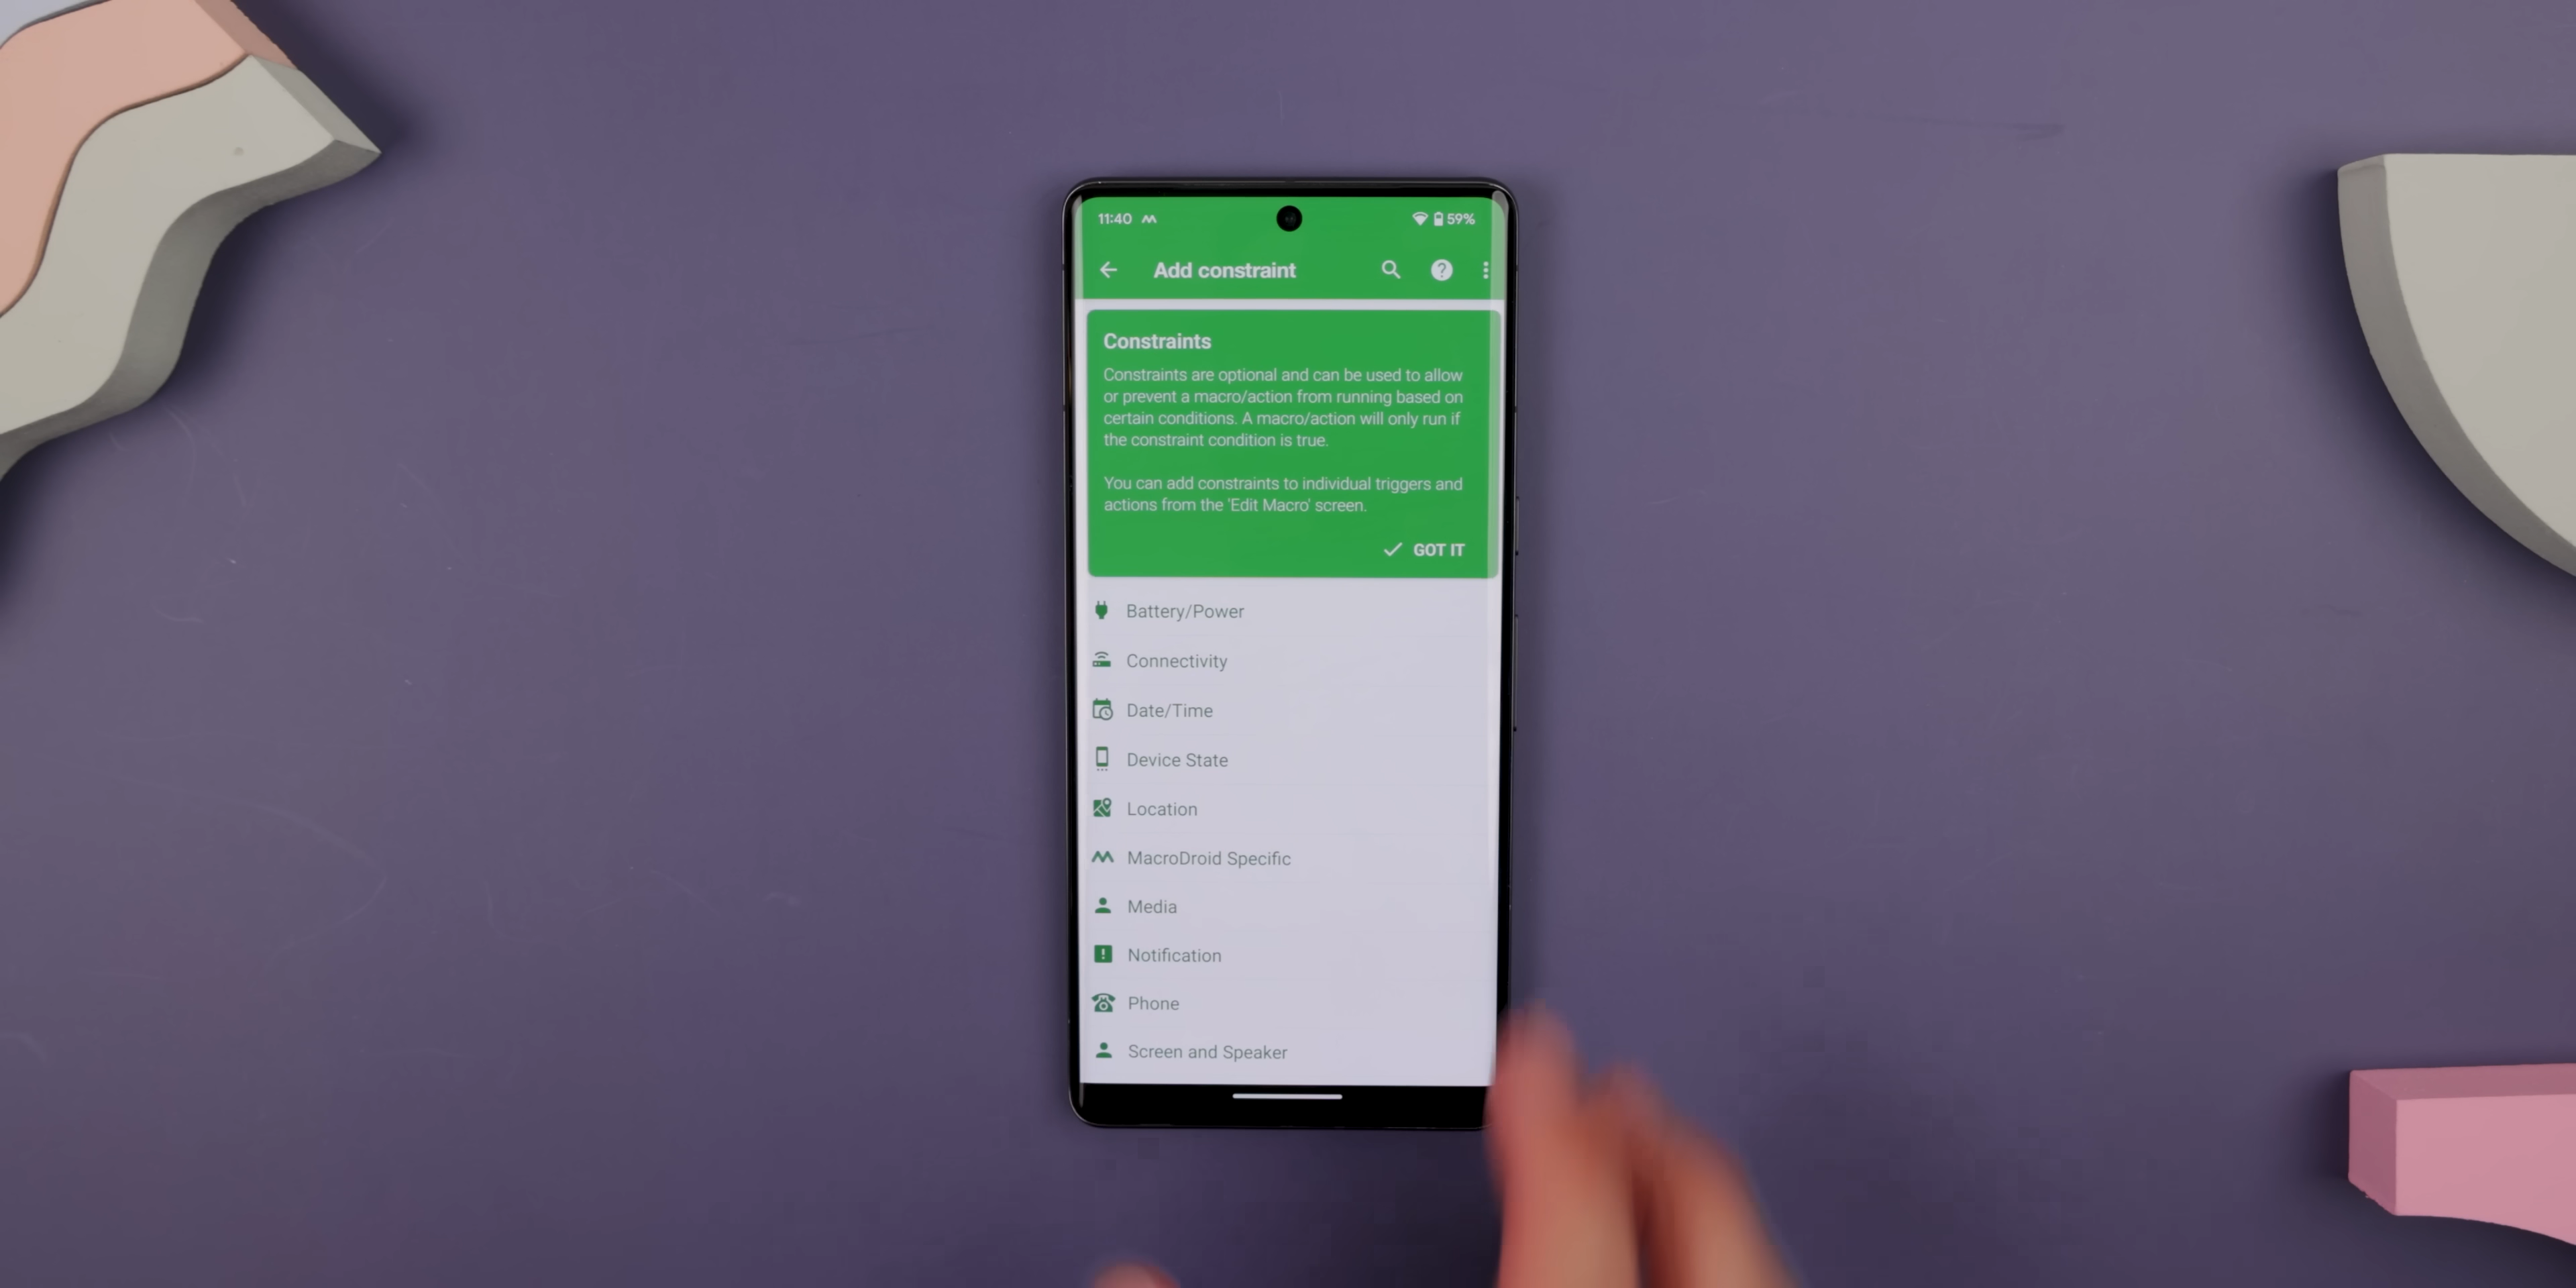 11:40
59%
Add constraint
Constraints
Constraints are optional and can be used to allow
or prevent a macro/action from running based on
certain conditions. A macro/action will only run if
the constraint condition is true.
You can add constraints to individual triggers and
actions from the 'Edit Macro' screen.
GOT IT
Battery/Power
Connectivity
Date/Time
Device State
Location
MacroDroid Specific
Media
Notification
Phone
Screen and Speaker